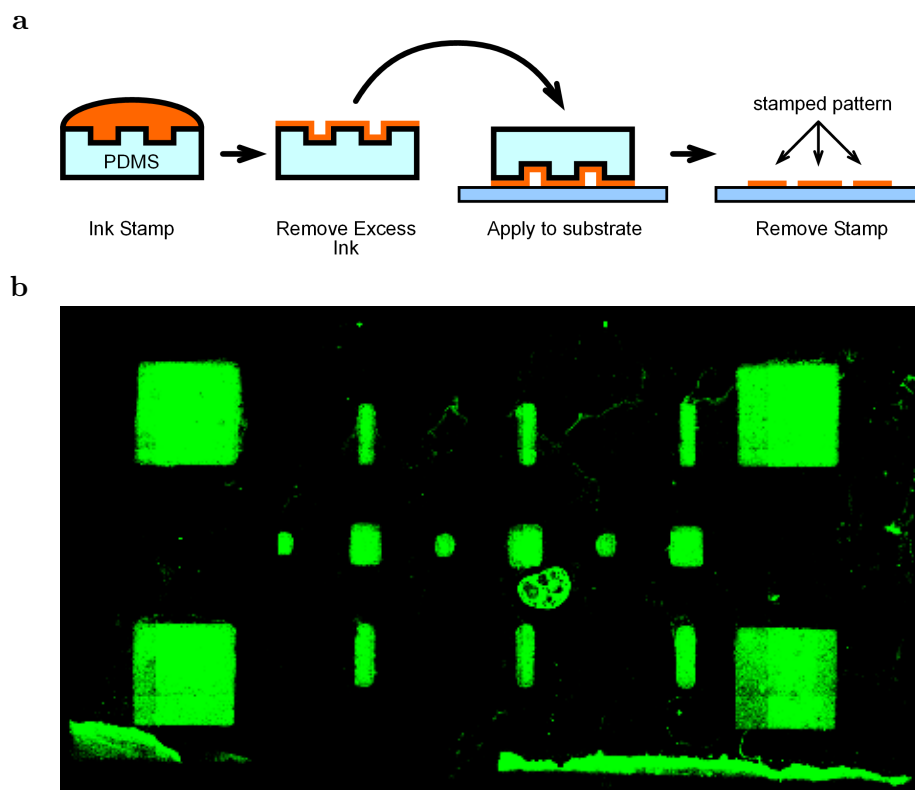 a
stamped pattern
PDMS
Ink Stamp
Remove Excess
Ink
Apply to substrate
Remove Stamp
b